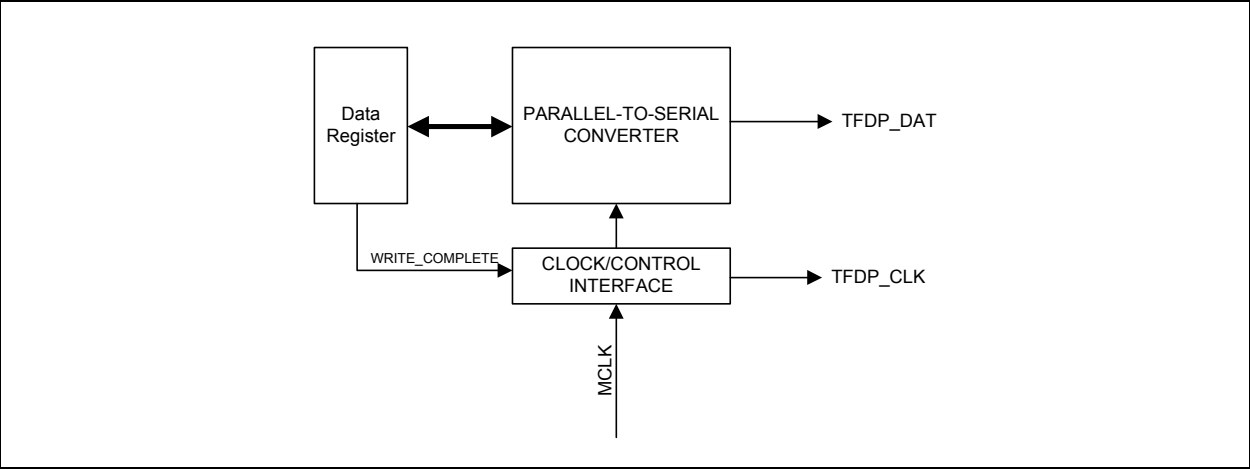 Data
Register
PARALLEL-TO-SERIAL
CONVERTER
TFDP_DAT
WRITE_COMPLETE
CLOCK/CONTROL
INTERFACE
TFDP_CLK
MCLK